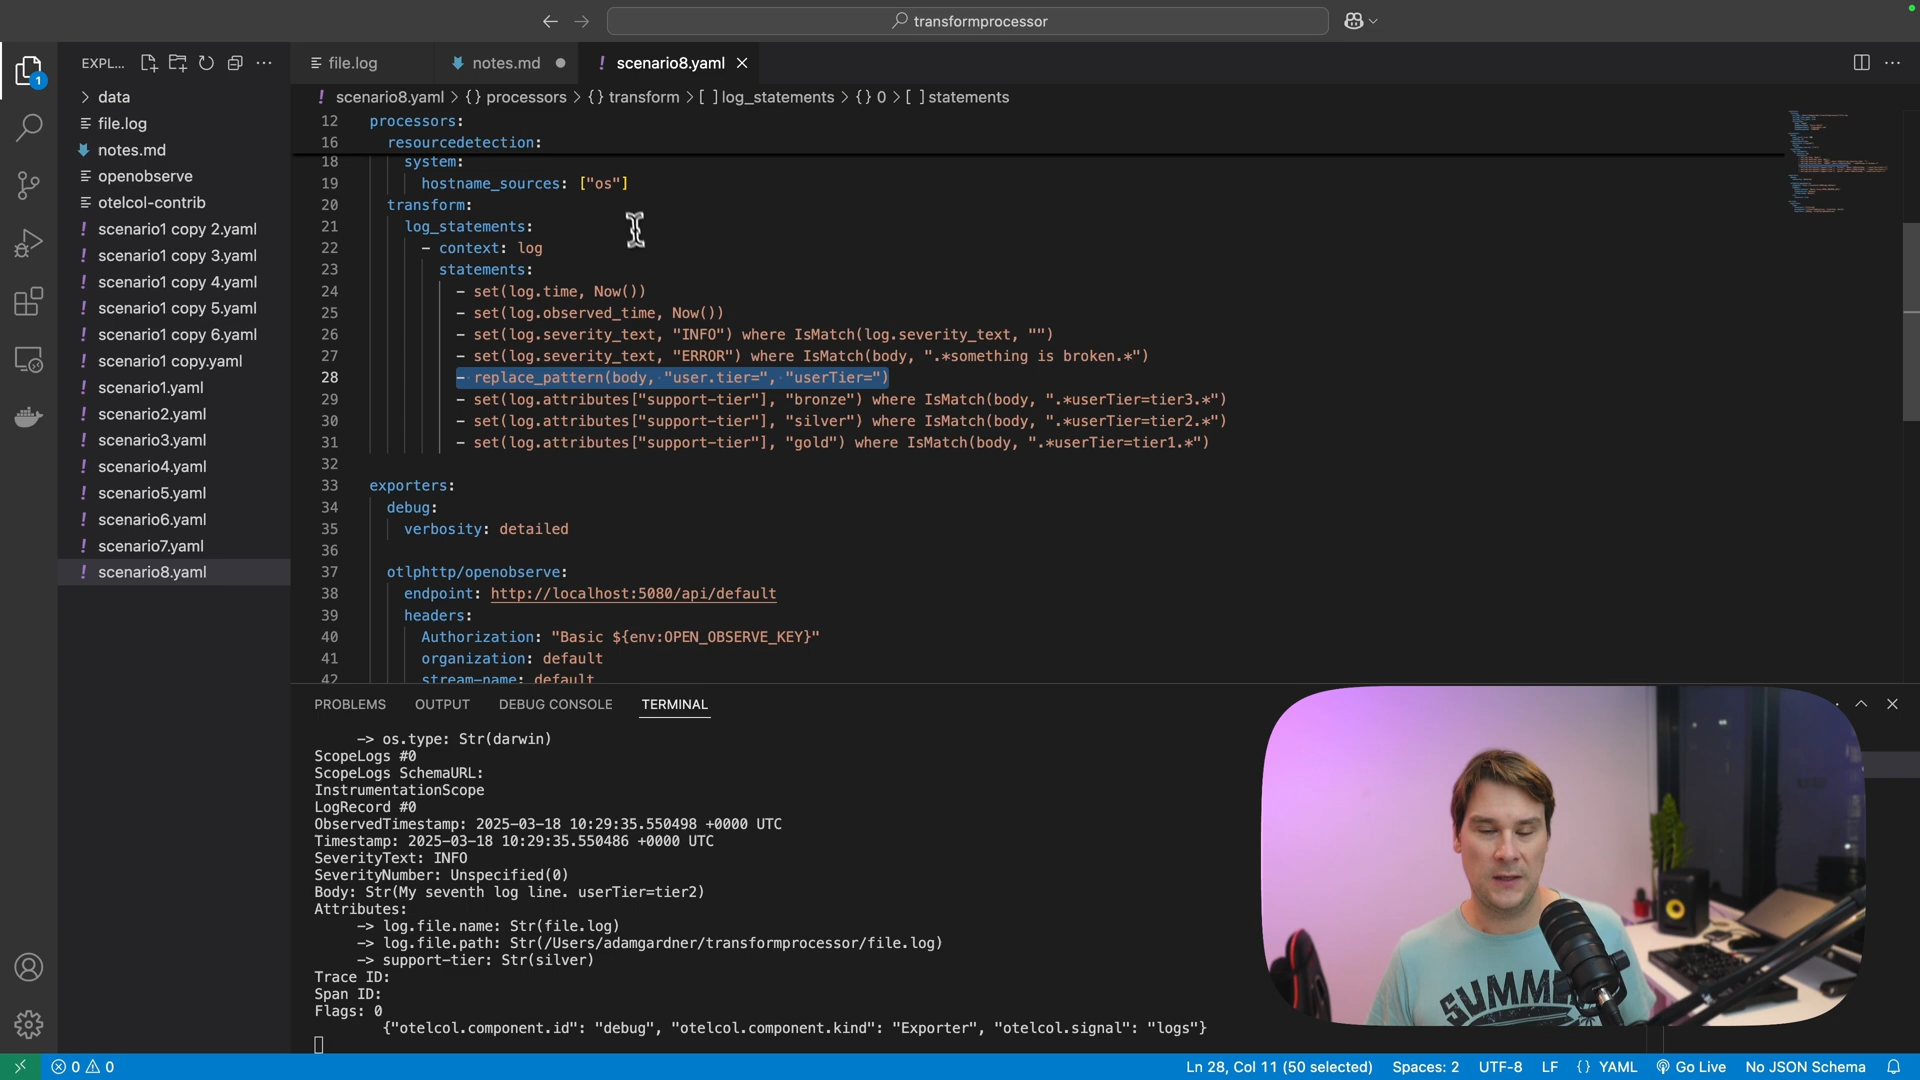 transformprocessor
EXPL...
file.log
notes.md
scenario8.yaml
scenario8.yaml > {} processors > {} transform > [ ] log_statements > {} 0 > [ ] statements
data
file.log
notes.md
openobserve
otelcol-contrib
scenario1 copy 2.yaml
scenario1 copy 3.yaml
scenario1 copy 4.yaml
scenario1 copy 5.yaml
scenario1 copy 6.yaml
scenario1 copy.yaml
scenario1.yaml
scenario2.yaml
scenario3.yaml
scenario4.yaml
scenario5.yaml
scenario6.yaml
scenario7.yaml
scenario8.yaml
1
12 processors:
16 resourcedetection:
18 system:
19 hostname_sources: ["os"]
20 transform:
21 log_statements:
22 - context: log
23 statements:
24 - set(log.time, Now())
25 - set(log.observed_time, Now())
26 - set(log.severity_text, "INFO") where IsMatch(log.severity_text, "")
27 - set(log.severity_text, "ERROR") where IsMatch(body, ".*something is broken.*")
28 - replace_pattern(body, "user.tier=", "userTier=")
29 - set(log.attributes["support-tier"], "bronze") where IsMatch(body, ".*userTier=tier3.*")
30 - set(log.attributes["support-tier"], "silver") where IsMatch(body, ".*userTier=tier2.*")
31 - set(log.attributes["support-tier"], "gold") where IsMatch(body, ".*userTier=tier1.*")
32
33 exporters:
34 debug:
35 verbosity: detailed
36
37 otlphttp/openobserve:
38 endpoint: http://localhost:5080/api/default
39 headers:
40 Authorization: "Basic ${env:OPEN_OBSERVE_KEY}"
41 organization: default
42 stream-name: default
PROBLEMS OUTPUT DEBUG CONSOLE TERMINAL
-> os.type: Str(darwin)
ScopeLogs #0
ScopeLogs SchemaURL:
InstrumentationScope
LogRecord #0
ObservedTimestamp: 2025-03-18 10:29:35.550498 +0000 UTC
Timestamp: 2025-03-18 10:29:35.550486 +0000 UTC
SeverityText: INFO
SeverityNumber: Unspecified(0)
Body: Str(My seventh log line. userTier=tier2)
Attributes:
-> log.file.name: Str(file.log)
-> log.file.path: Str(/Users/adamgardner/transformprocessor/file.log)
-> support-tier: Str(silver)
Trace ID:
Span ID:
Flags: 0
{"otelcol.component.id": "debug", "otelcol.component.kind": "Exporter", "otelcol.signal": "logs"}
0 0
Ln 28, Col 11 (50 selected) Spaces: 2 UTF-8 LF {} YAML Go Live No JSON Schema